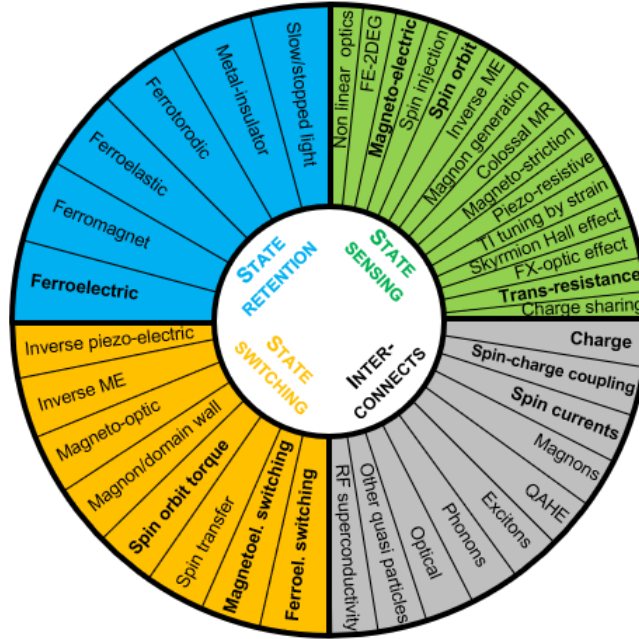 Slow/stopped light
Metal-insulator
Ferrotorodic
Ferroelastic
Ferromagnet
Ferroelectric
Non linear optics
FE-2DEG
Magneto-electric
Spin injection
Spin orbit
Inverse ME
Magnon generation
Colossal MR
Magneto-striction
Piezo-resistive
TI tuning by strain
Skyrmion Hall effect
FX-optic effect
Trans-resistance
Charge sharing
STATE
RETENTION
STATE
SENSING
STATE
SWITCHING
INTER-
CONNECTS
Inverse piezo-electric
Inverse ME
Magneto-optic
Magnon/domain wall
Spin orbit torque
Spin transfer
Magnetoel. switching
Ferroel. switching
Charge
Spin-charge coupling
Spin currents
Magnons
QAHE
Excitons
Phonons
Optical
Other quasi particles
RF superconductivity